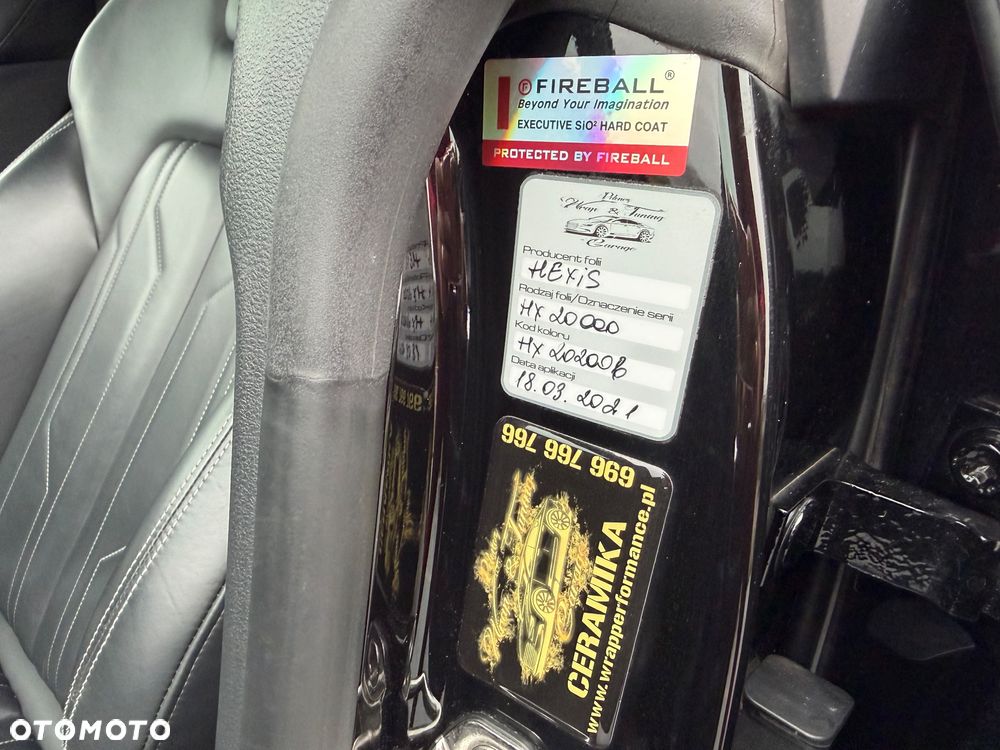 FIREBALL®
Beyond Your Imagination
EXECUTIVE SiO² HARD COAT
PROTECTED BY FIREBALL
Wrap & Tuning
Garage
Producent folii
HEXiS
Rodzaj folii/Oznaczenie serii
HX 20000
Kod koloru
HX 20200B
Data aplikacji
18.03.2021
696 766 766
CERAMIKA
www.wrapperformance.pl
OTOMOTO